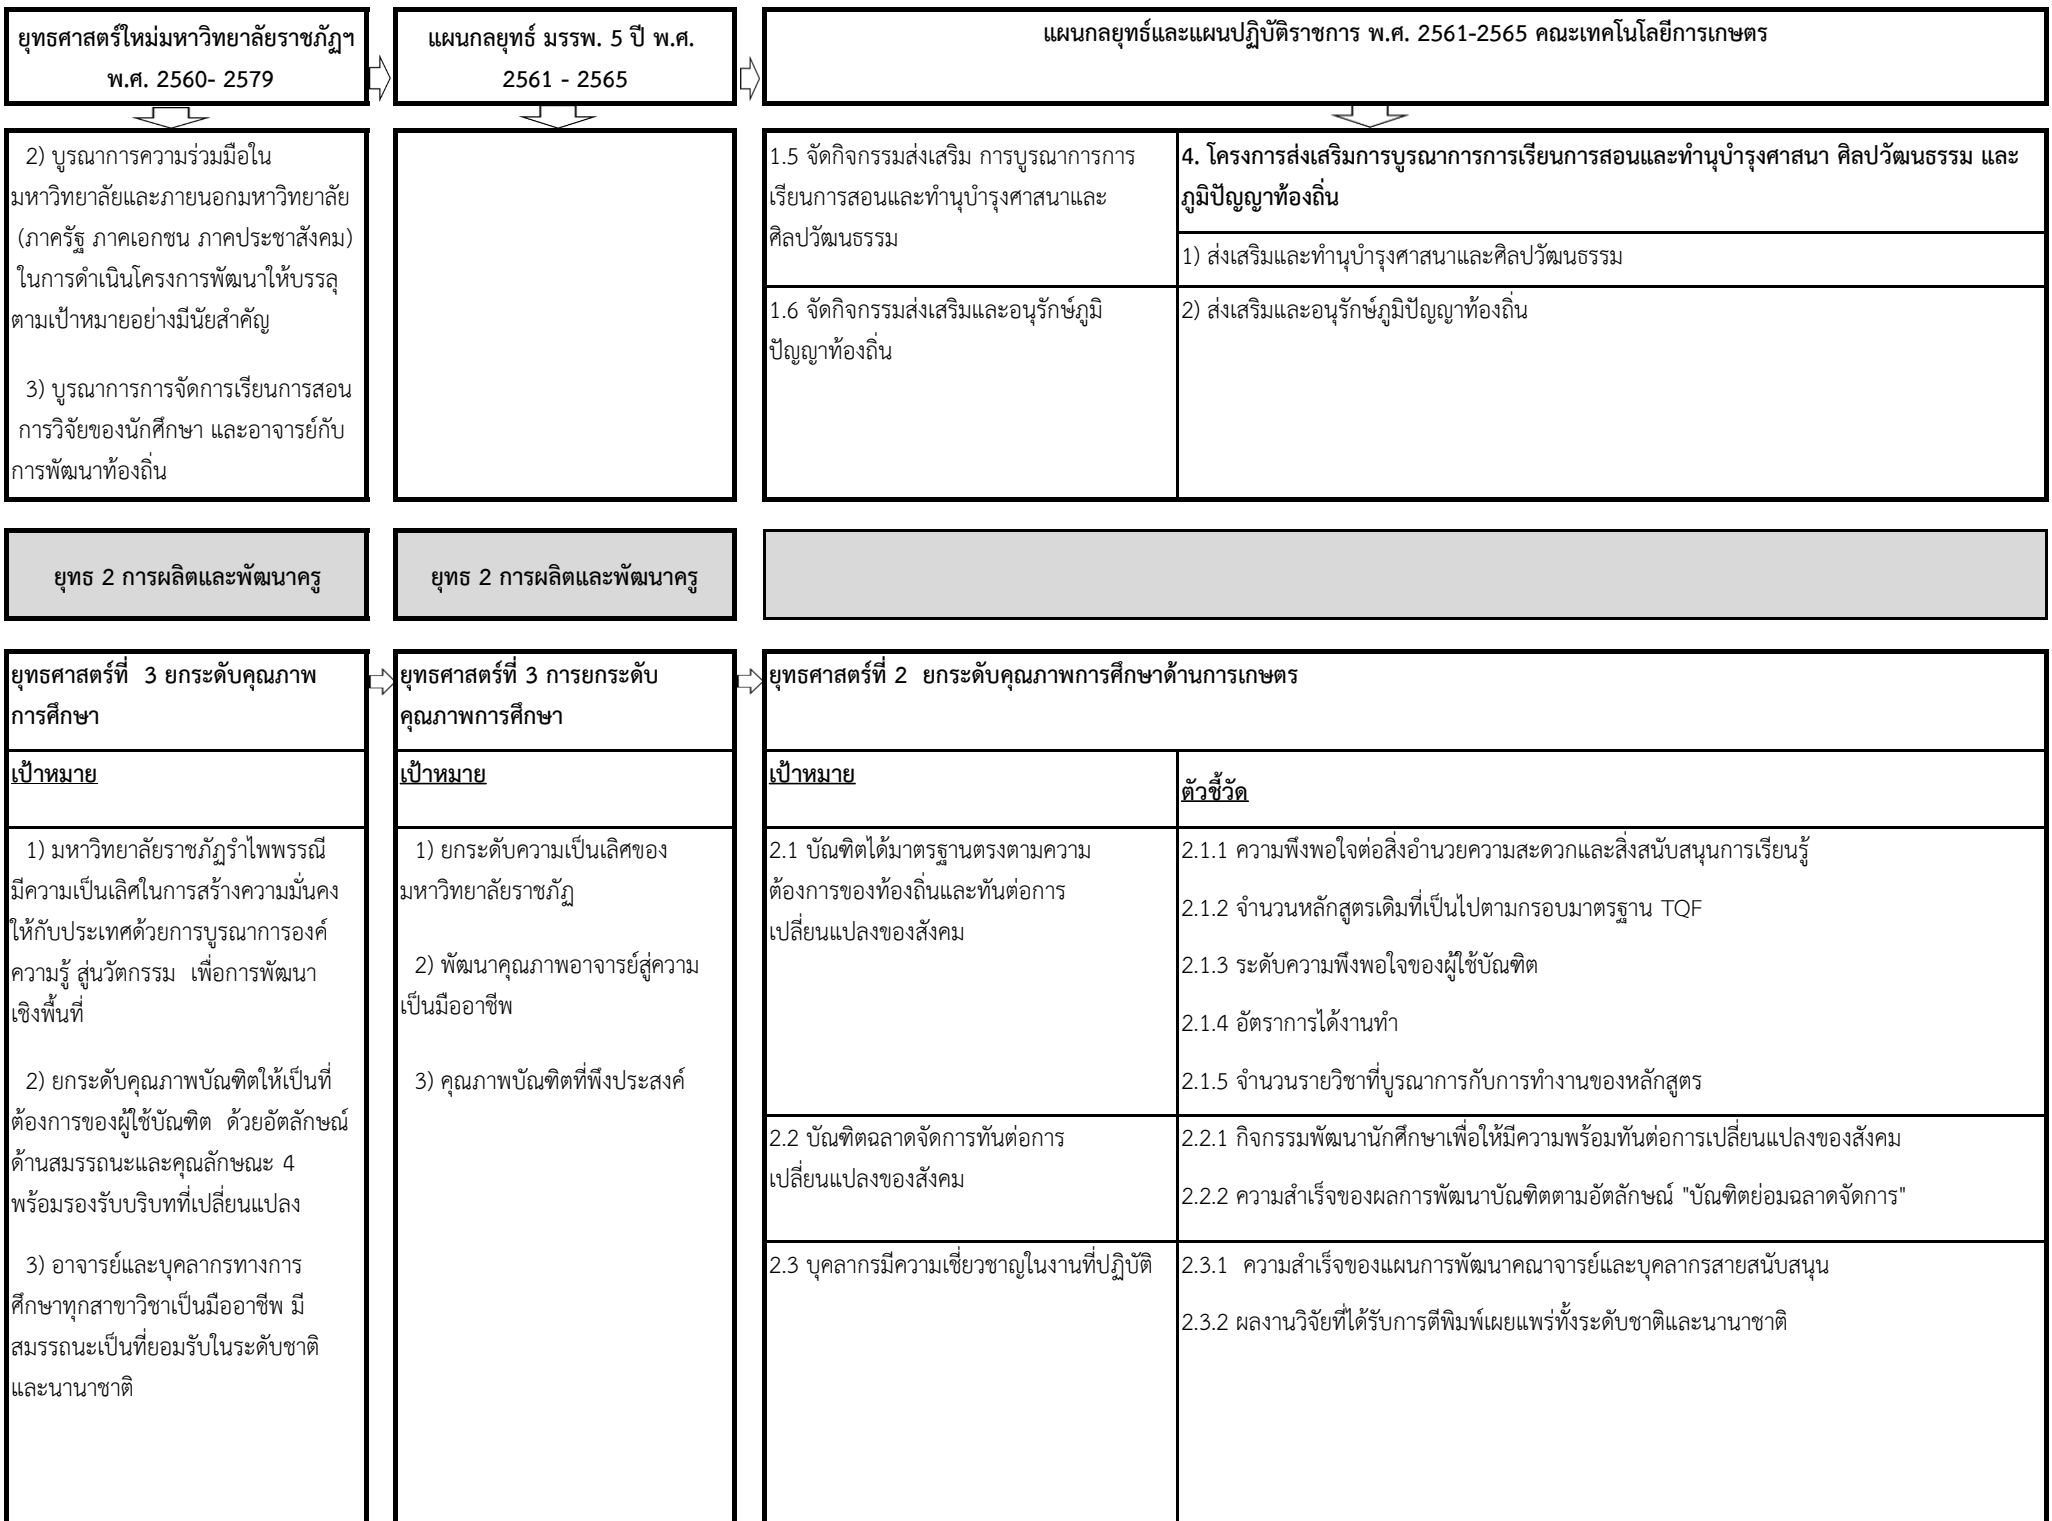 ยุทธศาสตร์ใหม่มหาวิทยาลัยราชภัฏฯ
พ.ศ. 2560- 2579
แผนกลยุทธ์ มรรพ. 5 ปี พ.ศ.
2561 - 2565
แผนกลยุทธ์และแผนปฏิบัติราชการ พ.ศ. 2561-2565 คณะเทคโนโลยีการเกษตร
2) บูรณาการความร่วมมือใน
มหาวิทยาลัยและภายนอกมหาวิทยาลัย
(ภาครัฐ ภาคเอกชน ภาคประชาสังคม)
ในการดำเนินโครงการพัฒนาให้บรรลุ
ตามเป้าหมายอย่างมีนัยสำคัญ
3) บูรณาการการจัดการเรียนการสอน
การวิจัยของนักศึกษา และอาจารย์กับ
การพัฒนาท้องถิ่น
1.5 จัดกิจกรรมส่งเสริม การบูรณาการการ
เรียนการสอนและทำนุบำรุงศาสนาและ
ศิลปวัฒนธรรม
4. โครงการส่งเสริมการบูรณาการการเรียนการสอนและทำนุบำรุงศาสนา ศิลปวัฒนธรรม และ
ภูมิปัญญาท้องถิ่น
1) ส่งเสริมและทำนุบำรุงศาสนาและศิลปวัฒนธรรม
1.6 จัดกิจกรรมส่งเสริมและอนุรักษ์ภูมิ
ปัญญาท้องถิ่น
2) ส่งเสริมและอนุรักษ์ภูมิปัญญาท้องถิ่น
ยุทธ 2 การผลิตและพัฒนาครู
ยุทธ 2 การผลิตและพัฒนาครู
ยุทธศาสตร์ที่  3 ยกระดับคุณภาพ
การศึกษา
ยุทธศาสตร์ที่ 3 การยกระดับ
คุณภาพการศึกษา
ยุทธศาสตร์ที่ 2  ยกระดับคุณภาพการศึกษาด้านการเกษตร
เป้าหมาย
เป้าหมาย
เป้าหมาย
ตัวชี้วัด
1) มหาวิทยาลัยราชภัฏรำไพพรรณี
มีความเป็นเลิศในการสร้างความมั่นคง
ให้กับประเทศด้วยการบูรณาการองค์
ความรู้ สู่นวัตกรรม  เพื่อการพัฒนา
เชิงพื้นที่
2) ยกระดับคุณภาพบัณฑิตให้เป็นที่
ต้องการของผู้ใช้บัณฑิต  ด้วยอัตลักษณ์
ด้านสมรรถนะและคุณลักษณะ 4
พร้อมรองรับบริบทที่เปลี่ยนแปลง
3) อาจารย์และบุคลากรทางการ
ศึกษาทุกสาขาวิชาเป็นมืออาชีพ มี
สมรรถนะเป็นที่ยอมรับในระดับชาติ
และนานาชาติ
1) ยกระดับความเป็นเลิศของ
มหาวิทยาลัยราชภัฏ
2) พัฒนาคุณภาพอาจารย์สู่ความ
เป็นมืออาชีพ
3) คุณภาพบัณฑิตที่พึงประสงค์
2.1 บัณฑิตได้มาตรฐานตรงตามความ
ต้องการของท้องถิ่นและทันต่อการ
เปลี่ยนแปลงของสังคม
2.1.1 ความพึงพอใจต่อสิ่งอำนวยความสะดวกและสิ่งสนับสนุนการเรียนรู้
2.1.2 จำนวนหลักสูตรเดิมที่เป็นไปตามกรอบมาตรฐาน TQF
2.1.3 ระดับความพึงพอใจของผู้ใช้บัณฑิต
2.1.4 อัตราการได้งานทำ
2.1.5 จำนวนรายวิชาที่บูรณาการกับการทำงานของหลักสูตร
2.2 บัณฑิตฉลาดจัดการทันต่อการ
เปลี่ยนแปลงของสังคม
2.2.1 กิจกรรมพัฒนานักศึกษาเพื่อให้มีความพร้อมทันต่อการเปลี่ยนแปลงของสังคม
2.2.2 ความสำเร็จของผลการพัฒนาบัณฑิตตามอัตลักษณ์ "บัณฑิตย่อมฉลาดจัดการ"
2.3 บุคลากรมีความเชี่ยวชาญในงานที่ปฏิบัติ
2.3.1  ความสำเร็จของแผนการพัฒนาคณาจารย์และบุคลากรสายสนับสนุน
2.3.2 ผลงานวิจัยที่ได้รับการตีพิมพ์เผยแพร่ทั้งระดับชาติและนานาชาติ